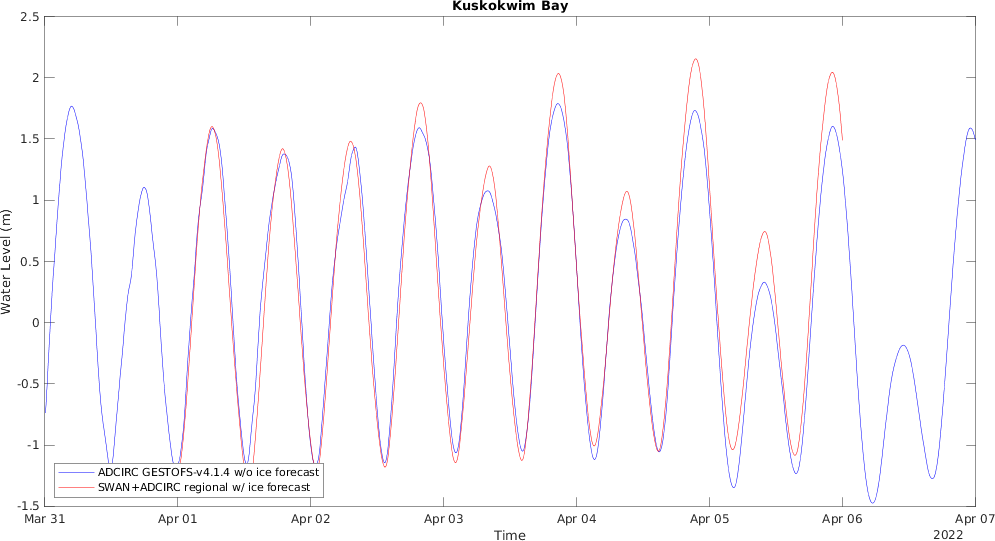 Kuskokwim Bay
2.5
2
1.5
1
0.5
0
-0.5
-1
-1.5
Water Level (m)
ADCIRC GESTOFS-v4.1.4 w/o ice forecast
SWAN+ADCIRC regional w/ ice forecast
Mar 31 Apr 01 Apr 02 Apr 03 Apr 04 Apr 05 Apr 06 Apr 07
Time
2022